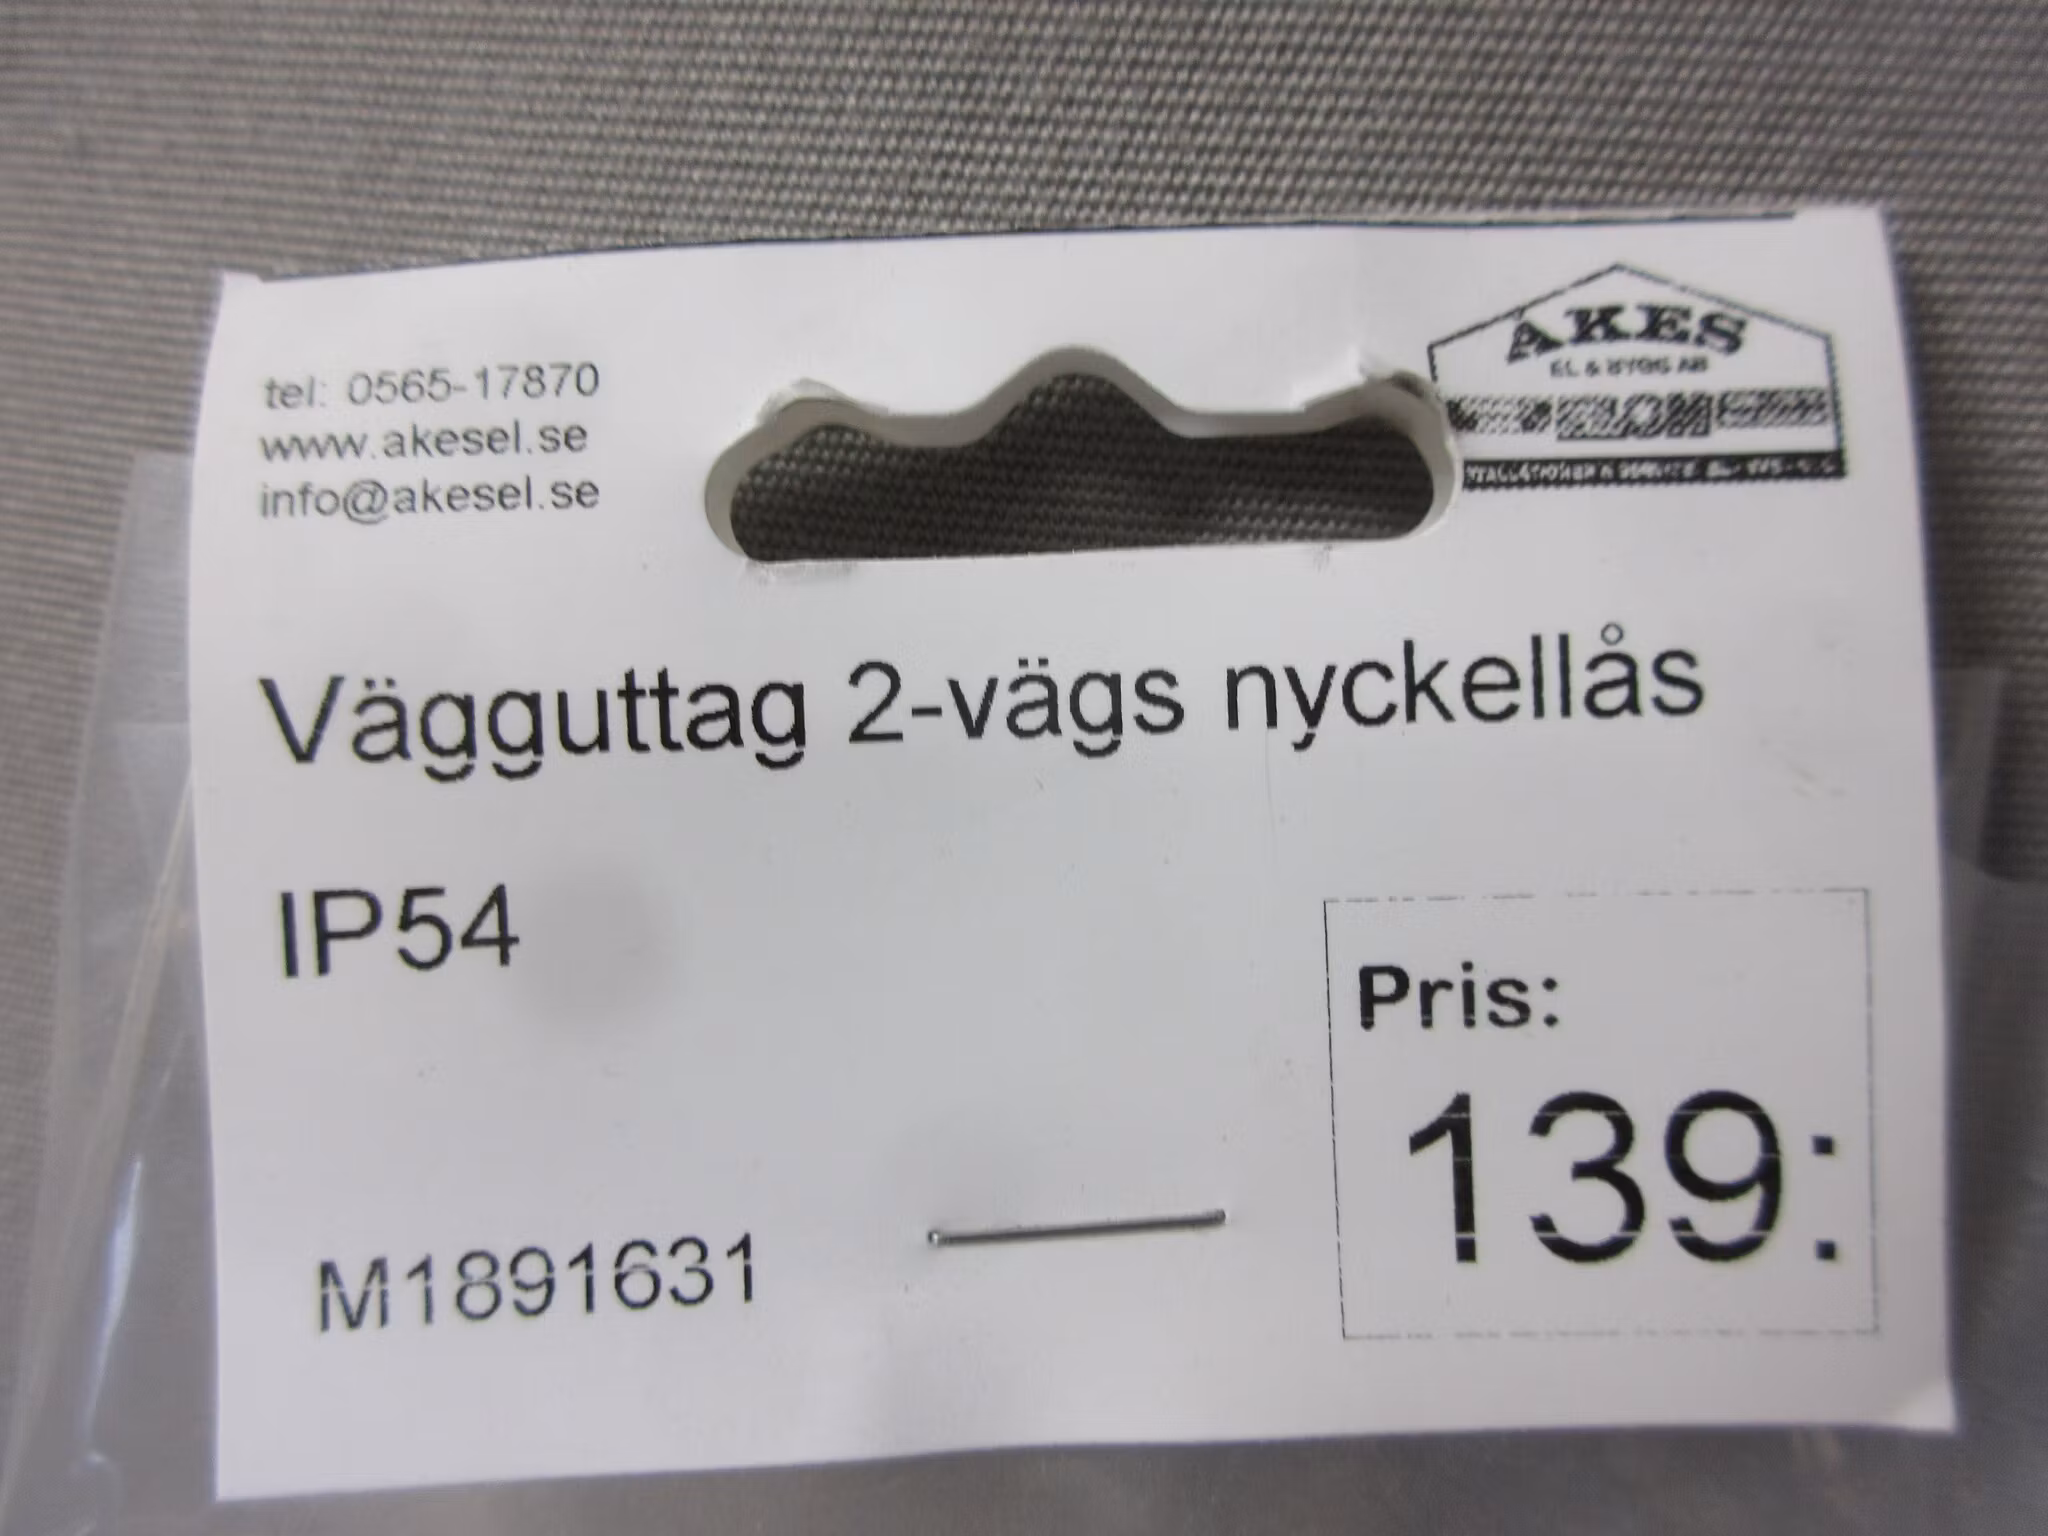 tel: 0565-17870
www.akesel.se
info@akesel.se
AKES
EL & BYGG AB
Vägguttag 2-vägs nyckellås
IP54
Pris:
139:
M1891631